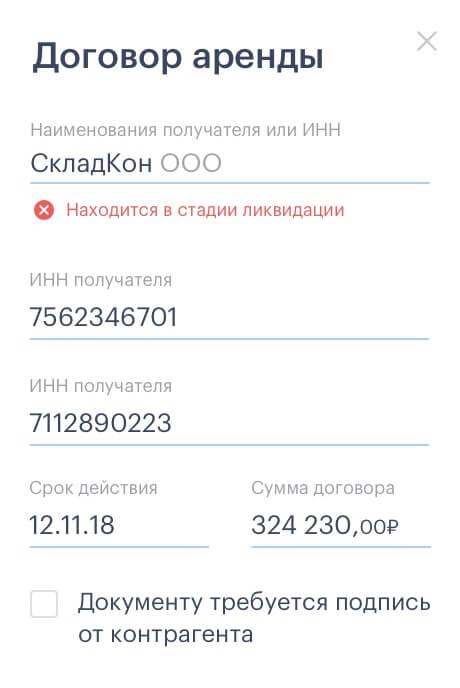 Договор аренды
Наименования получателя или ИНН
СкладКон ООО
Находится в стадии ликвидации
ИНН получателя
7562346701
ИНН получателя
7112890223
Срок действия Сумма договора
12.11.18 324 230,00₽
Документу требуется подпись
от контрагента